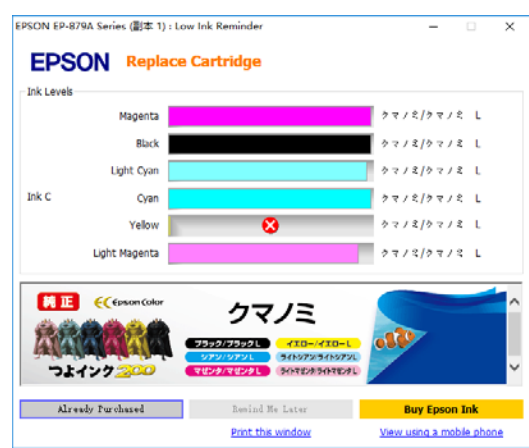 EPSON EP-879A Series (副本 1) : Low Ink Reminder
EPSON Replace Cartridge
Ink Levels
Magenta クマノミ/クマノミ L
Black クマノミ/クマノミ L
Light Cyan クマノミ/クマノミ L
Ink C
Cyan クマノミ/クマノミ L
Yellow クマノミ/クマノミ L
Light Magenta クマノミ/クマノミ L
純正 Epson Color
つよインク200
クマノミ
ブラック/ブラックL イエロー/イエローL
シアン/シアンL ライトシアン/ライトシアンL
マゼンタ/マゼンタL ライトマゼンタ/ライトマゼンタL
Already Purchased Remind Me Later Buy Epson Ink
Print this window View using a mobile phone